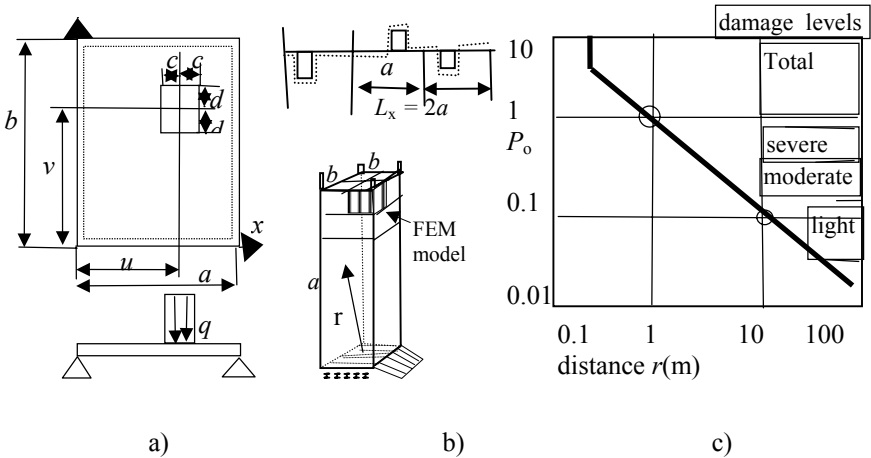 c c
d
d
b
v
x
u
a
q
a)
a
Lx = 2a
b
b
FEM
model
a
r
b)
damage levels
10
Total
1
Po
severe
moderate
0.1
light
0.01
0.1 1 10 100
distance r(m)
c)